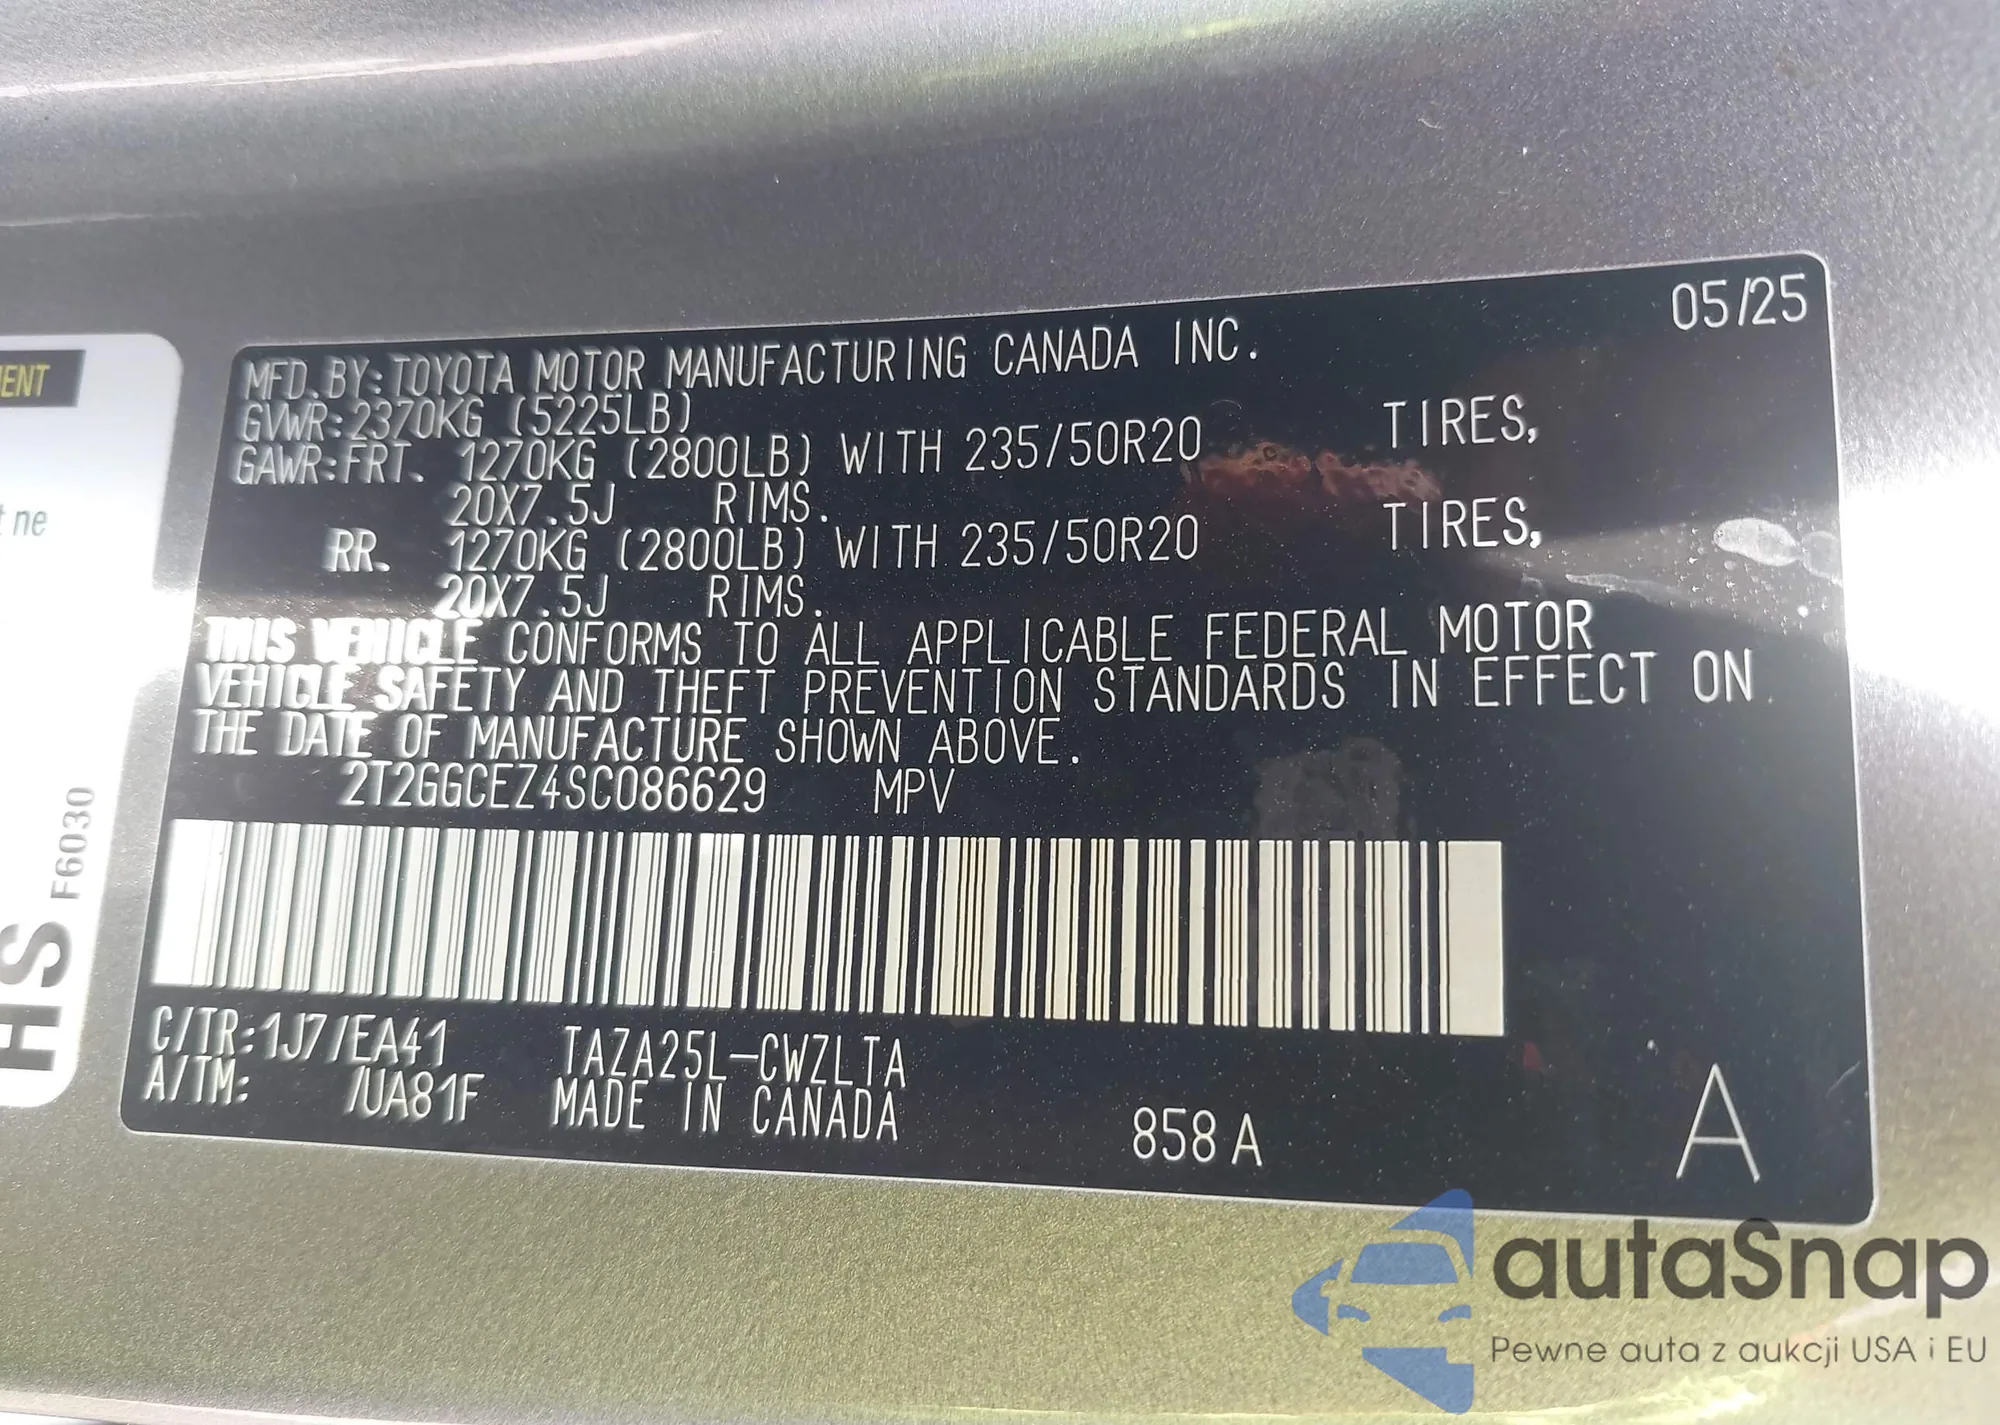 05/25
MFD.BY:TOYOTA MOTOR MANUFACTURING CANADA INC.
GVWR:2370KG (5225LB)
GAWR:FRT. 1270KG (2800LB) WITH 235/50R20 TIRES,
20X7.5J RIMS.
RR. 1270KG (2800LB) WITH 235/50R20 TIRES,
20X7.5J RIMS.
THIS VEHICLE CONFORMS TO ALL APPLICABLE FEDERAL MOTOR
VEHICLE SAFETY AND THEFT PREVENTION STANDARDS IN EFFECT ON
THE DATE OF MANUFACTURE SHOWN ABOVE.
2T2GGCEZ4SC086629 MPV
C/TR:1J7/EA41 TAZA25L-CWZLTA
A/TM: /UA81F MADE IN CANADA
858A
A
ne
HS F6030
autaSnap
Pewne auta z aukcji USA i EU